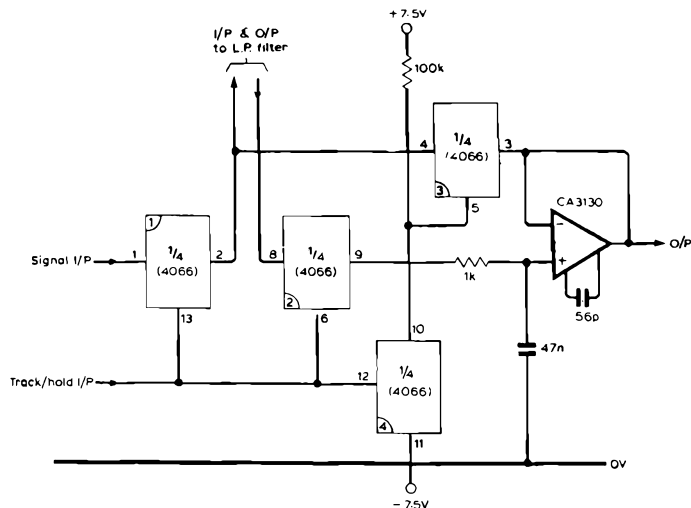 I/P & O/P
to L.P. filter
+7.5V
100k
4
1/4
(4066)
3
3
5
CA3130
-
+
O/P
56p
1
1
1/4
(4066)
2
Signal I/P
13
8
1/4
(4066)
2
9
6
1k
47n
10
Track/hold I/P
12
1/4
(4066)
4
11
0V
-7.5V